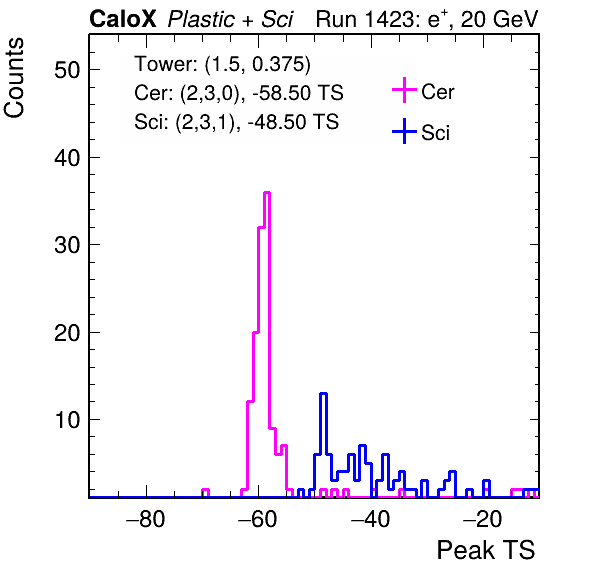 CaloX Plastic + Sci Run 1423: e+, 20 GeV
Counts
Tower: (1.5, 0.375)
Cer: (2,3,0), -58.50 TS
Sci: (2,3,1), -48.50 TS
Cer
Sci
50
40
30
20
10
−80 −60 −40 −20
Peak TS